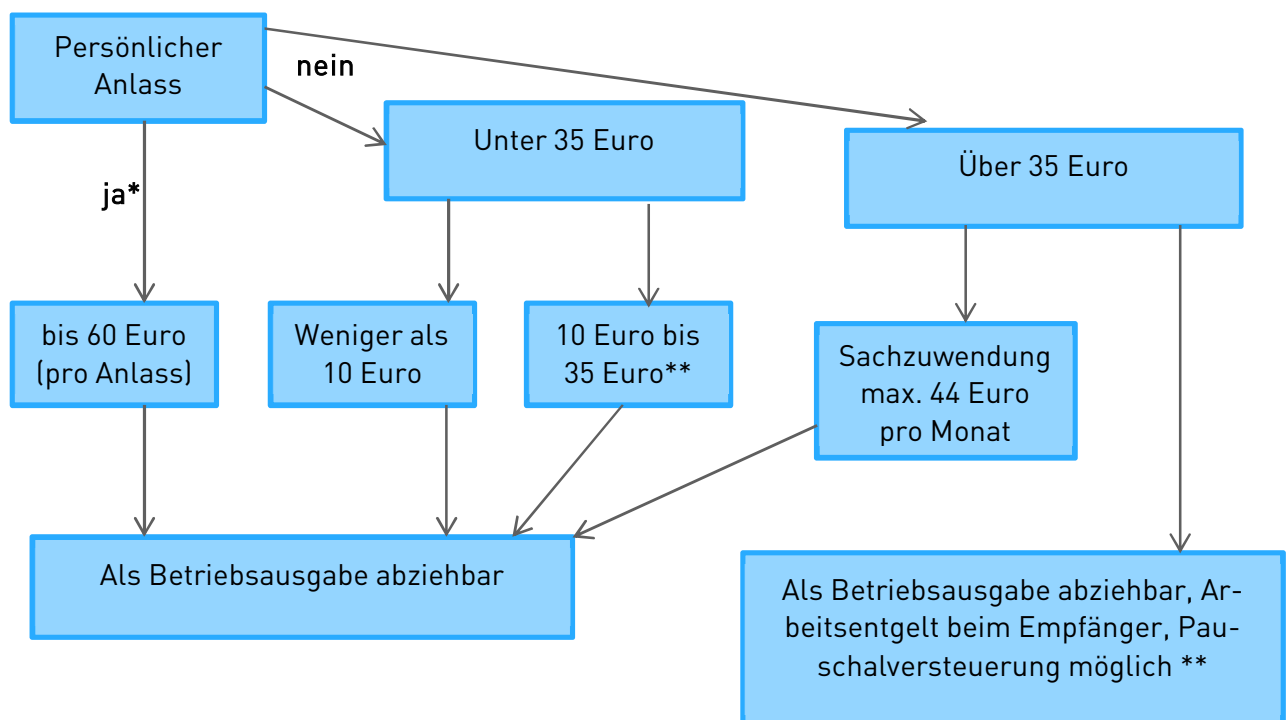 Persönlicher
Anlass
nein
Unter 35 Euro
Über 35 Euro
ja*
bis 60 Euro
(pro Anlass)
Weniger als
10 Euro
10 Euro bis
35 Euro**
Sachzuwendung
max. 44 Euro
pro Monat
Als Betriebsausgabe abziehbar
Als Betriebsausgabe abziehbar, Ar-
beitsentgelt beim Empfänger, Pau-
schalversteuerung möglich **